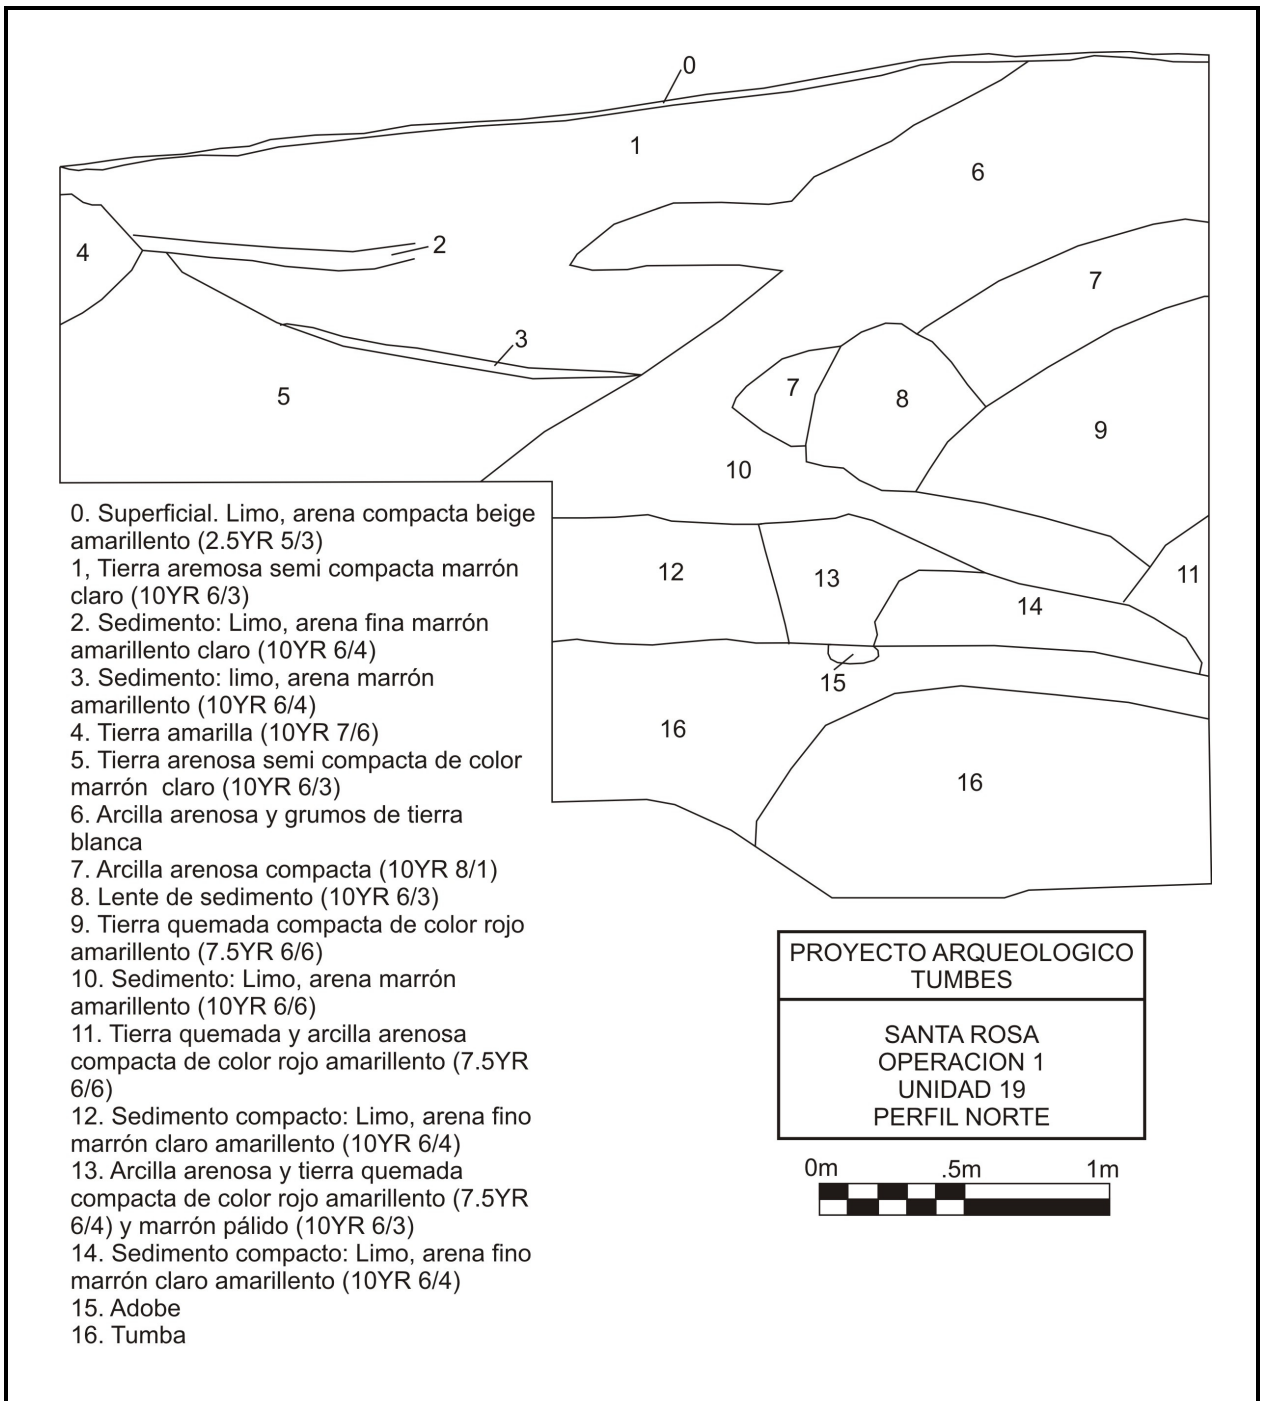 0
1
6
4
2
7
3
5
7
8
9
10
12
13
11
14
15
16
16
0. Superficial. Limo, arena compacta beige
amarillento (2.5YR 5/3)
1, Tierra aremosa semi compacta marrón
claro (10YR 6/3)
2. Sedimento: Limo, arena fina marrón
amarillento claro (10YR 6/4)
3. Sedimento: limo, arena marrón
amarillento (10YR 6/4)
4. Tierra amarilla (10YR 7/6)
5. Tierra arenosa semi compacta de color
marrón  claro (10YR 6/3)
6. Arcilla arenosa y grumos de tierra
blanca
7. Arcilla arenosa compacta (10YR 8/1)
8. Lente de sedimento (10YR 6/3)
9. Tierra quemada compacta de color rojo
amarillento (7.5YR 6/6)
10. Sedimento: Limo, arena marrón
amarillento (10YR 6/6)
11. Tierra quemada y arcilla arenosa
compacta de color rojo amarillento (7.5YR
6/6)
12. Sedimento compacto: Limo, arena fino
marrón claro amarillento (10YR 6/4)
13. Arcilla arenosa y tierra quemada
compacta de color rojo amarillento (7.5YR
6/4) y marrón pálido (10YR 6/3)
14. Sedimento compacto: Limo, arena fino
marrón claro amarillento (10YR 6/4)
15. Adobe
16. Tumba
PROYECTO ARQUEOLOGICO
TUMBES
SANTA ROSA
OPERACION 1
UNIDAD 19
PERFIL NORTE
0m .5m 1m